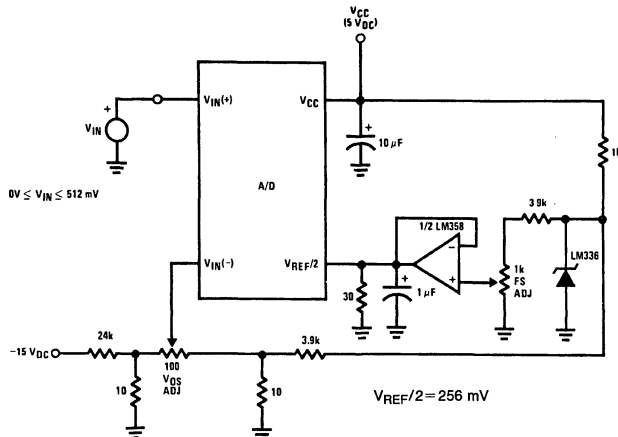 VCC
(5 VDC)
VIN(+)
VCC
+
VIN
+
10 μF
0V ≤ VIN ≤ 512 mV
A/D
3.9k
1/2 LM358
VIN(−)
VREF/2
−
+
LM336
1k
FS
ADJ
30
+
1 μF
−15 VDC
24k
100
VOS
ADJ
10
10
3.9k
VREF/2=256 mV